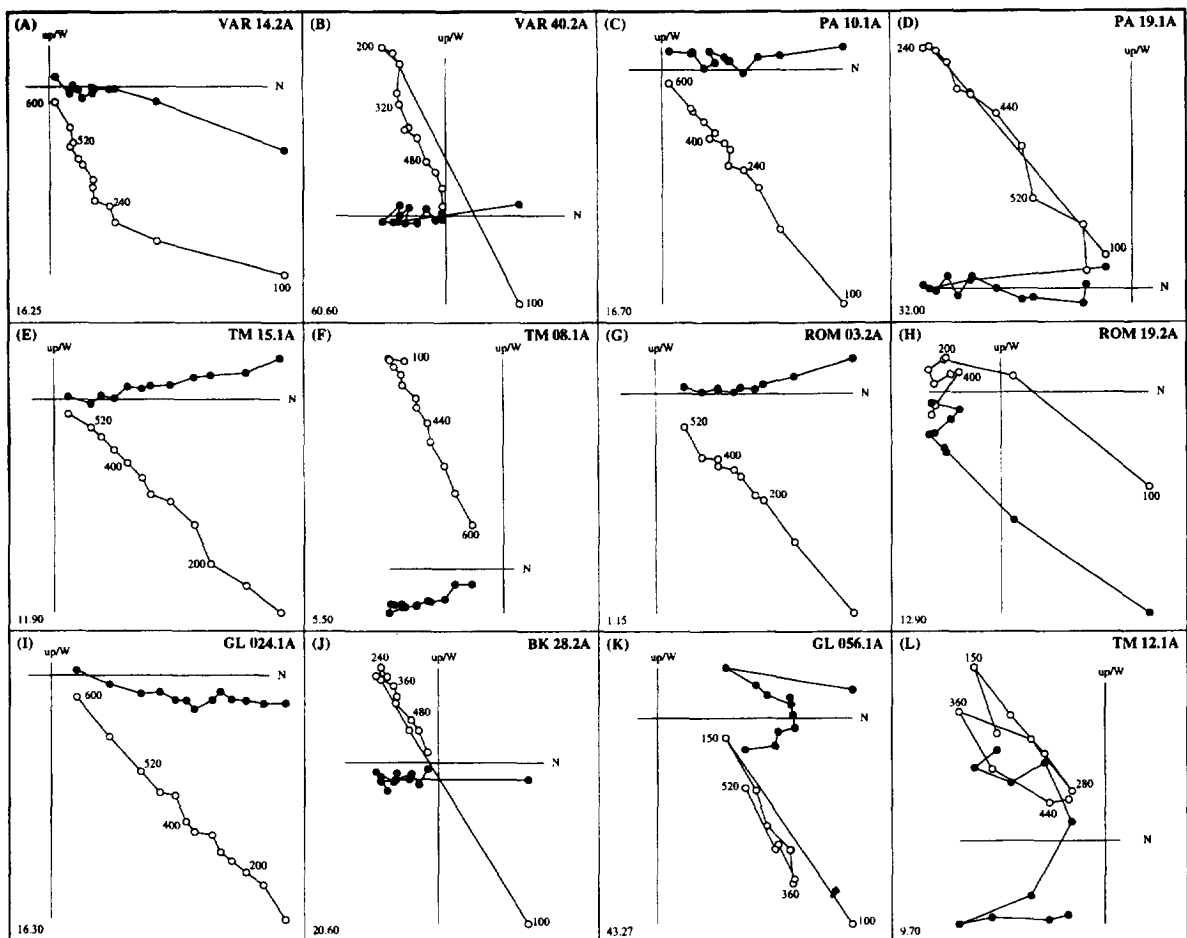 (A) VAR 14.2A
up/W
N
600
520
240
100
16.25
(B) VAR 40.2A
up/W
200
320
480
N
100
60.60
(C) PA 10.1A
up/W
600
N
400
240
100
16.70
(D) PA 19.1A
up/W
240
440
520
100
N
32.00
(E) TM 15.1A
up/W
N
520
400
200
11.90
(F) TM 08.1A
up/W
100
440
600
N
5.50
(G) ROM 03.2A
up/W
N
520
400
200
1.15
(H) ROM 19.2A
up/W
200
400
N
100
12.90
(I) GL 024.1A
up/W
N
600
520
400
200
16.30
(J) BK 28.2A
up/W
240
360
480
N
100
20.60
(K) GL 056.1A
up/W
N
150
520
360
100
43.27
(L) TM 12.1A
up/W
150
360
280
440
N
9.70